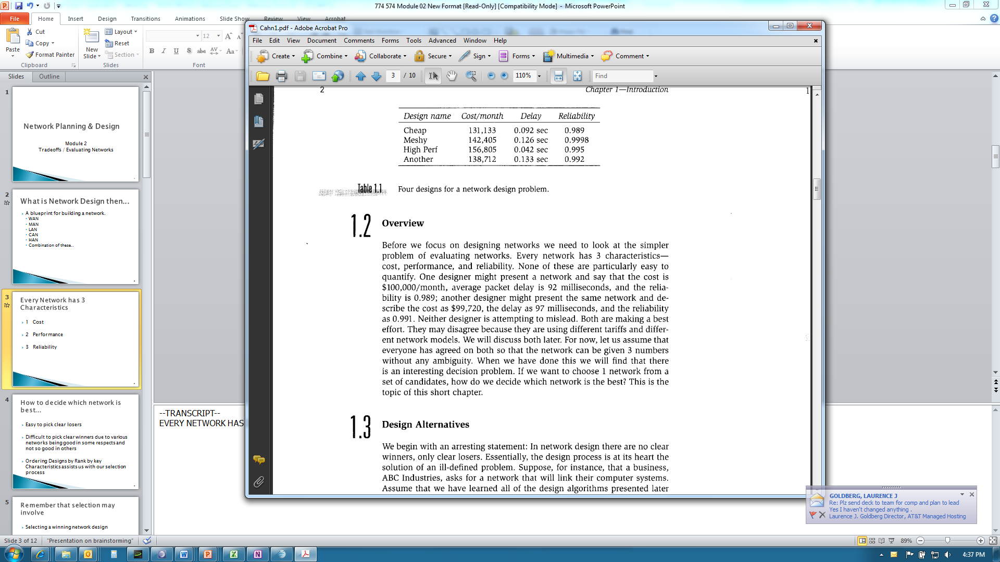 774 574 Module 02 New Format [Read-Only] [Compatibility Mode] - Microsoft PowerPoint
File Home Insert Design Transitions Animations Slide Show Review View Acrobat
Paste
Cut
Copy
Format Painter
Clipboard
New Slide
Layout
Reset
Section
Slides
12
Font
Slides Outline
1
Network Planning & Design
Module 2
Tradeoffs / Evaluating Networks
2
What is Network Design then...
A blueprint for building a network.
WAN
MAN
LAN
CAN
HAN
Combination of these..
3
Every Network has 3
Characteristics
1 Cost
2 Performance
3 Reliability
4
How to decide which network is
best...
Easy to pick clear losers
Difficult to pick clear winners due to various
networks being good in some respects and
not so good in others
Ordering Designs by Rank by key
Characteristics assists us with our selection
process
5
Remember that selection may
involve
Selecting a winning network design
--TRANSCRIPT--
EVERY NETWORK HAS
Cahn1.pdf - Adobe Acrobat Pro
File Edit View Document Comments Forms Tools Advanced Window Help
Create Combine Collaborate Secure Sign Forms Multimedia Comment
3 / 10 110% Find
2 Chapter 1—Introduction 1
Design name Cost/month Delay Reliability
Cheap 131,133 0.092 sec 0.989
Meshy 142,405 0.126 sec 0.9998
High Perf 156,805 0.042 sec 0.995
Another 138,712 0.133 sec 0.992
Table 1.1 Four designs for a network design problem.
1.2 Overview
Before we focus on designing networks we need to look at the simpler
problem of evaluating networks. Every network has 3 characteristics—
cost, performance, and reliability. None of these are particularly easy to
quantify. One designer might present a network and say that the cost is
$100,000/month, average packet delay is 92 milliseconds, and the relia-
bility is 0.989; another designer might present the same network and de-
scribe the cost as $99,720, the delay as 97 milliseconds, and the reliability
as 0.991. Neither designer is attempting to mislead. Both are making a best
effort. They may disagree because they are using different tariffs and differ-
ent network models. We will discuss both later. For now, let us assume that
everyone has agreed on both so that the network can be given 3 numbers
without any ambiguity. When we have done this we will find that there
is an interesting decision problem. If we want to choose 1 network from a
set of candidates, how do we decide which network is the best? This is the
topic of this short chapter.
1.3 Design Alternatives
We begin with an arresting statement: In network design there are no clear
winners, only clear losers. Essentially, the design process is at its heart the
solution of an ill-defined problem. Suppose, for instance, that a business,
ABC Industries, asks for a network that will link their computer systems.
Assume that we have learned all of the design algorithms presented later
GOLDBERG, LAURENCE J
Re: Plz send deck to team for comp and plan to lead
Yes I haven't changed anything .
Laurence J. Goldberg Director, AT&T Managed Hosting
Slide 3 of 12 "Presentation on brainstorming" 89%
4:37 PM